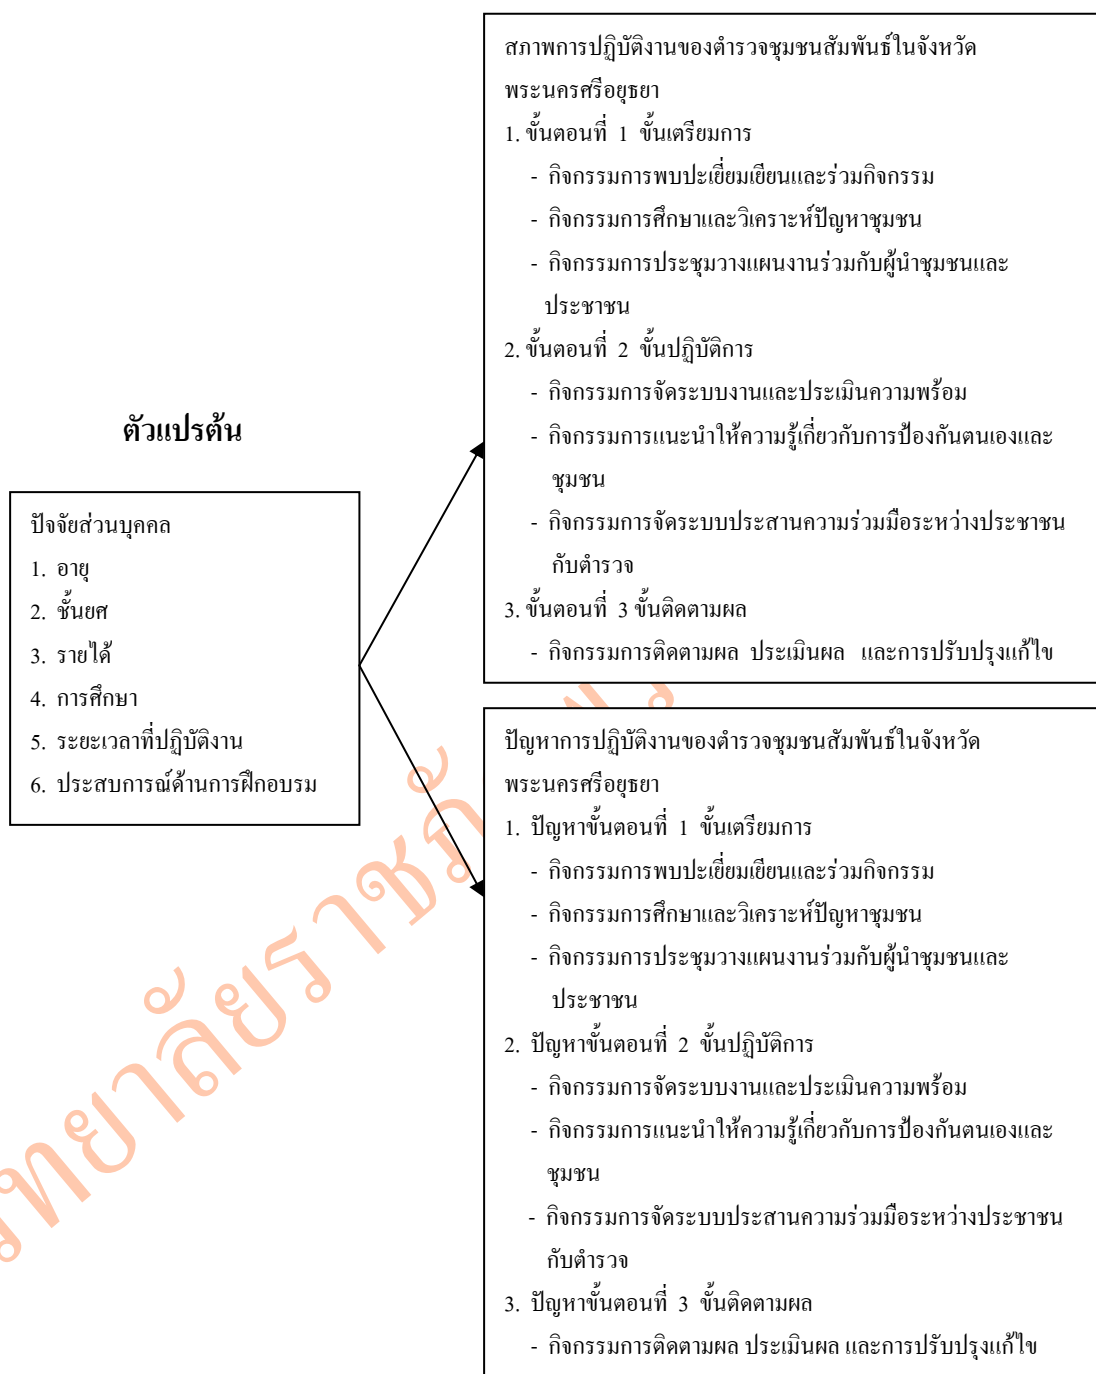 ตัวแปรต้น
ปัจจัยส่วนบุคคล
1. อายุ
2. ชั้นยศ
3. รายได้
4. การศึกษา
5. ระยะเวลาที่ปฏิบัติงาน
6. ประสบการณ์ด้านการฝึกอบรม
สภาพการปฏิบัติงานของตำรวจชุมชนสัมพันธ์ในจังหวัด
พระนครศรีอยุธยา
1. ขั้นตอนที่ 1 ขั้นเตรียมการ
- กิจกรรมการพบปะเยี่ยมเยียนและร่วมกิจกรรม
- กิจกรรมการศึกษาและวิเคราะห์ปัญหาชุมชน
- กิจกรรมการประชุมวางแผนงานร่วมกับผู้นำชุมชนและ
ประชาชน
2. ขั้นตอนที่ 2 ขั้นปฏิบัติการ
- กิจกรรมการจัดระบบงานและประเมินความพร้อม
- กิจกรรมการแนะนำให้ความรู้เกี่ยวกับการป้องกันตนเองและ
ชุมชน
- กิจกรรมการจัดระบบประสานความร่วมมือระหว่างประชาชน
กับตำรวจ
3. ขั้นตอนที่ 3 ขั้นติดตามผล
- กิจกรรมการติดตามผล ประเมินผล และการปรับปรุงแก้ไข
ปัญหาการปฏิบัติงานของตำรวจชุมชนสัมพันธ์ในจังหวัด
พระนครศรีอยุธยา
1. ปัญหาขั้นตอนที่ 1 ขั้นเตรียมการ
- กิจกรรมการพบปะเยี่ยมเยียนและร่วมกิจกรรม
- กิจกรรมการศึกษาและวิเคราะห์ปัญหาชุมชน
- กิจกรรมการประชุมวางแผนงานร่วมกับผู้นำชุมชนและ
ประชาชน
2. ปัญหาขั้นตอนที่ 2 ขั้นปฏิบัติการ
- กิจกรรมการจัดระบบงานและประเมินความพร้อม
- กิจกรรมการแนะนำให้ความรู้เกี่ยวกับการป้องกันตนเองและ
ชุมชน
- กิจกรรมการจัดระบบประสานความร่วมมือระหว่างประชาชน
กับตำรวจ
3. ปัญหาขั้นตอนที่ 3 ขั้นติดตามผล
- กิจกรรมการติดตามผล ประเมินผล และการปรับปรุงแก้ไข